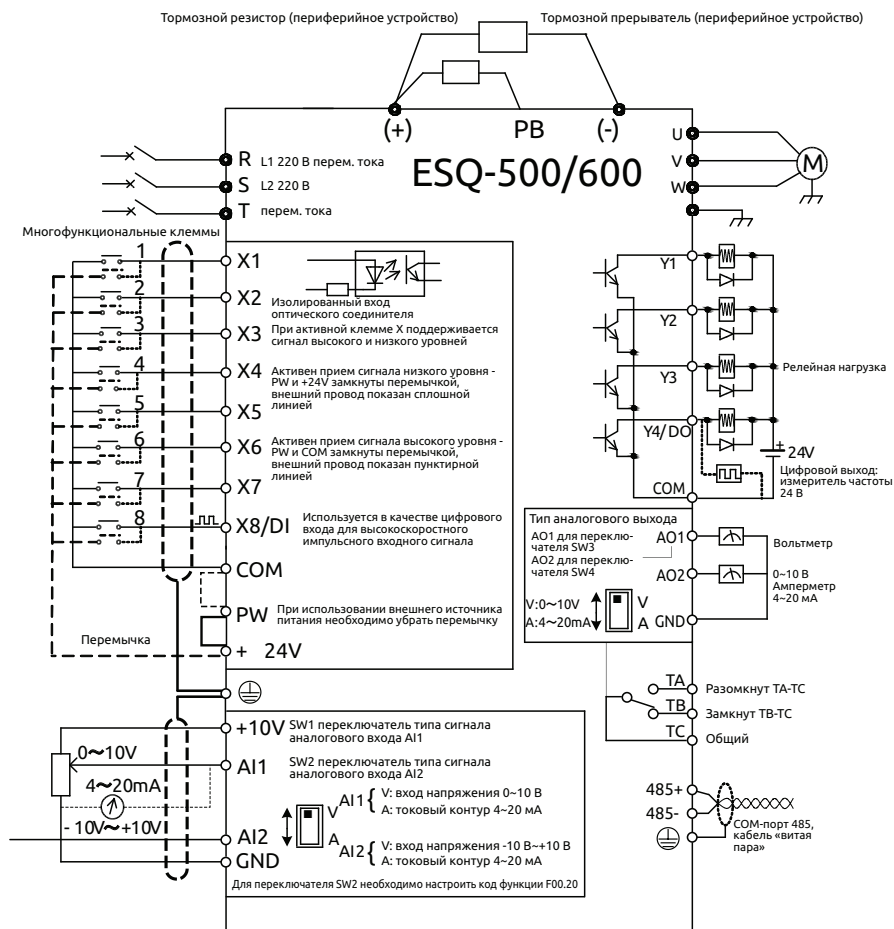 Тормозной резистор (периферийное устройство)
Тормозной прерыватель (периферийное устройство)
(+)
PB
(-)
ESQ-500/600
R L1 220 В перем. тока
S L2 220 В
T перем. тока
U
V
W
M
Многофункциональные клеммы
1
X1
2
X2
3
X3
4
X4
5
X5
6
X6
7
X7
8
X8/DI
COM
PW
+ 24V
Перемычка
Изолированный вход
оптического соединителя
При активной клемме X поддерживается
сигнал высокого и низкого уровней
Активен прием сигнала низкого уровня -
PW и +24V замкнуты перемычкой,
внешний провод показан сплошной
линией
Активен прием сигнала высокого уровня -
PW и COM замкнуты перемычкой,
внешний провод показан пунктирной
линией
Используется в качестве цифрового
входа для высокоскоростного
импульсного входного сигнала
При использовании внешнего источника
питания необходимо убрать перемычку
Y1
Y2
Y3
Y4/DO
COM
Релейная нагрузка
+
24V
Цифровой выход:
измеритель частоты
24 В
Тип аналогового выхода
AO1 для переклю-
чателя SW3
AO2 для переклю-
чателя SW4
V:0~10V
A:4~20mA
V
A
AO1
AO2
GND
Вольтметр
0~10 В
Амперметр
4~20 мА
TA
TB
TC
Разомкнут TA-TC
Замкнут TB-TC
Общий
485+
485-
COM-порт 485,
кабель «витая
пара»
+10V
AI1
AI2
GND
0~10V
4~20mA
- 10V~+10V
SW1 переключатель типа сигнала
аналогового входа AI1
SW2 переключатель типа сигнала
аналогового входа AI2
V
A
AI1 { V: вход напряжения 0~10 В
A: токовый контур 4~20 мА
AI2 { V: вход напряжения -10 В~+10 В
A: токовый контур 4~20 мА
Для переключателя SW2 необходимо настроить код функции F00.20